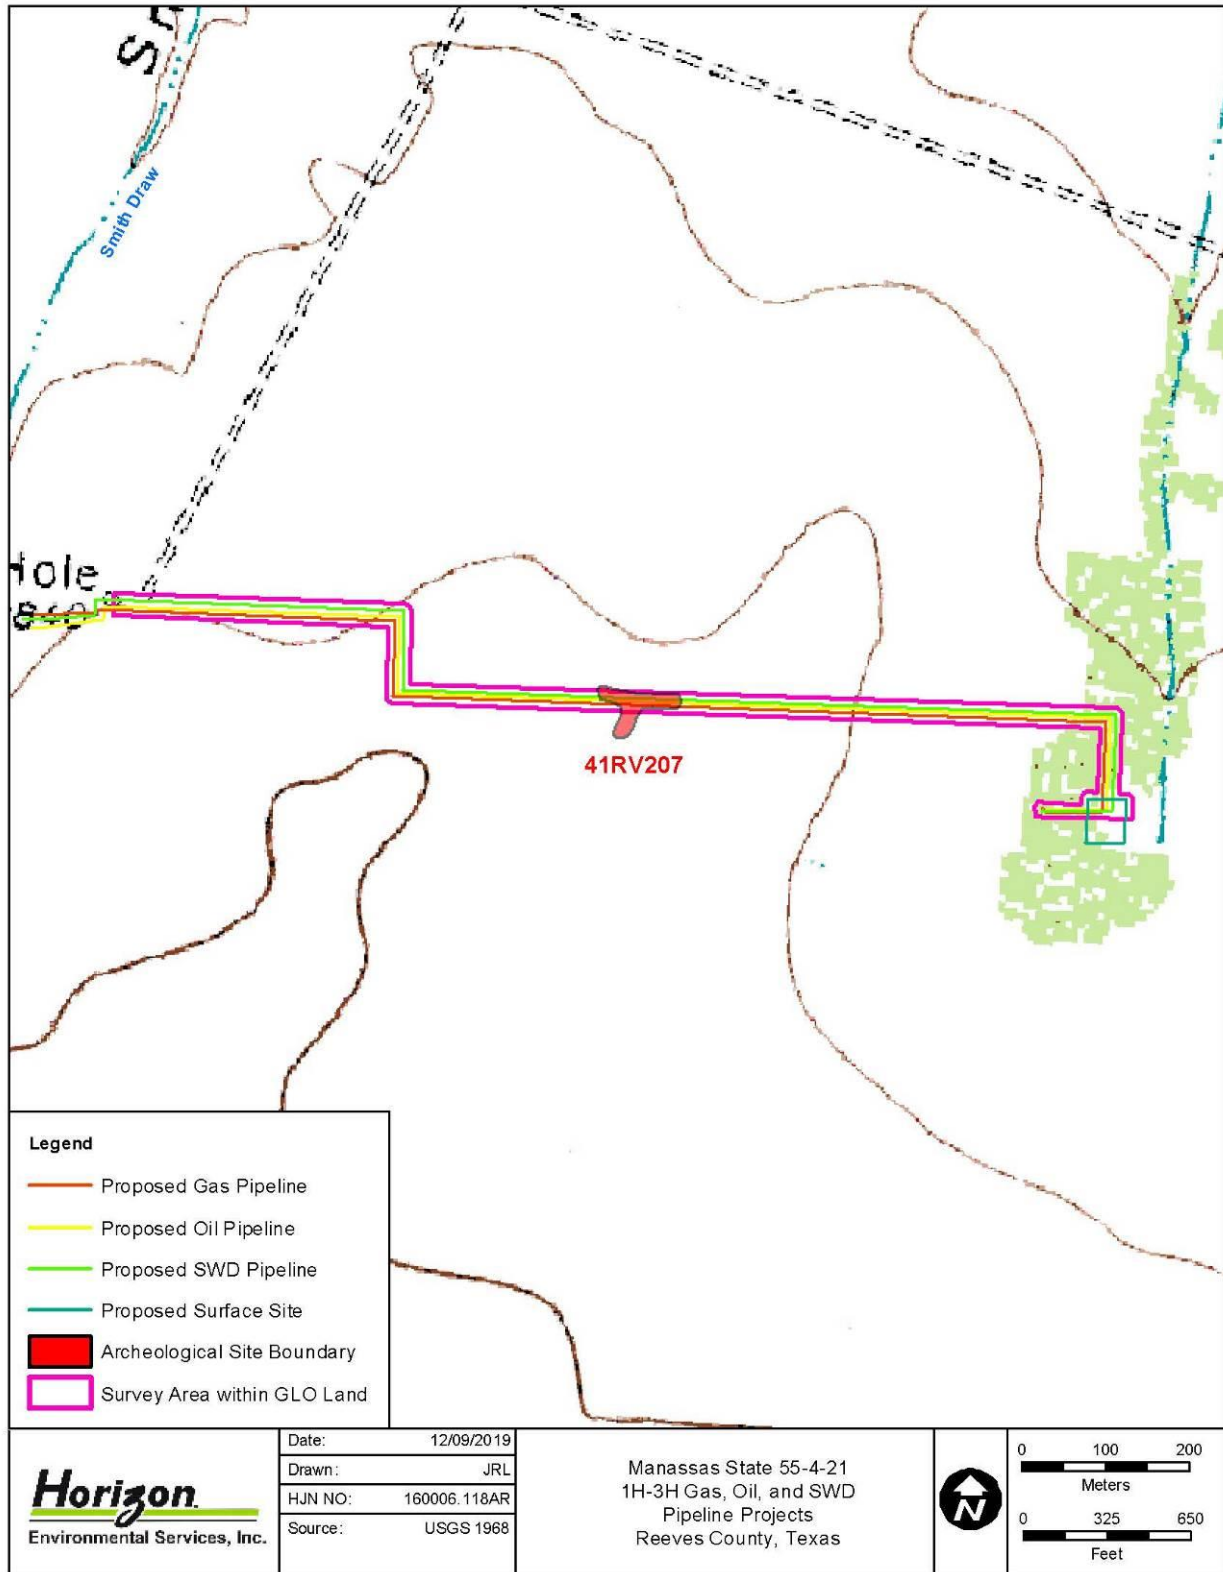 Smith Draw
41RV207
Legend
Proposed Gas Pipeline
Proposed Oil Pipeline
Proposed SWD Pipeline
Proposed Surface Site
Archeological Site Boundary
Survey Area within GLO Land
Horizon
Environmental Services, Inc.
Date: 12/09/2019
Drawn: JRL
HJN NO: 160006.118AR
Source: USGS 1968
Manassas State 55-4-21
1H-3H Gas, Oil, and SWD
Pipeline Projects
Reeves County, Texas
N
0 100 200
Meters
0 325 650
Feet